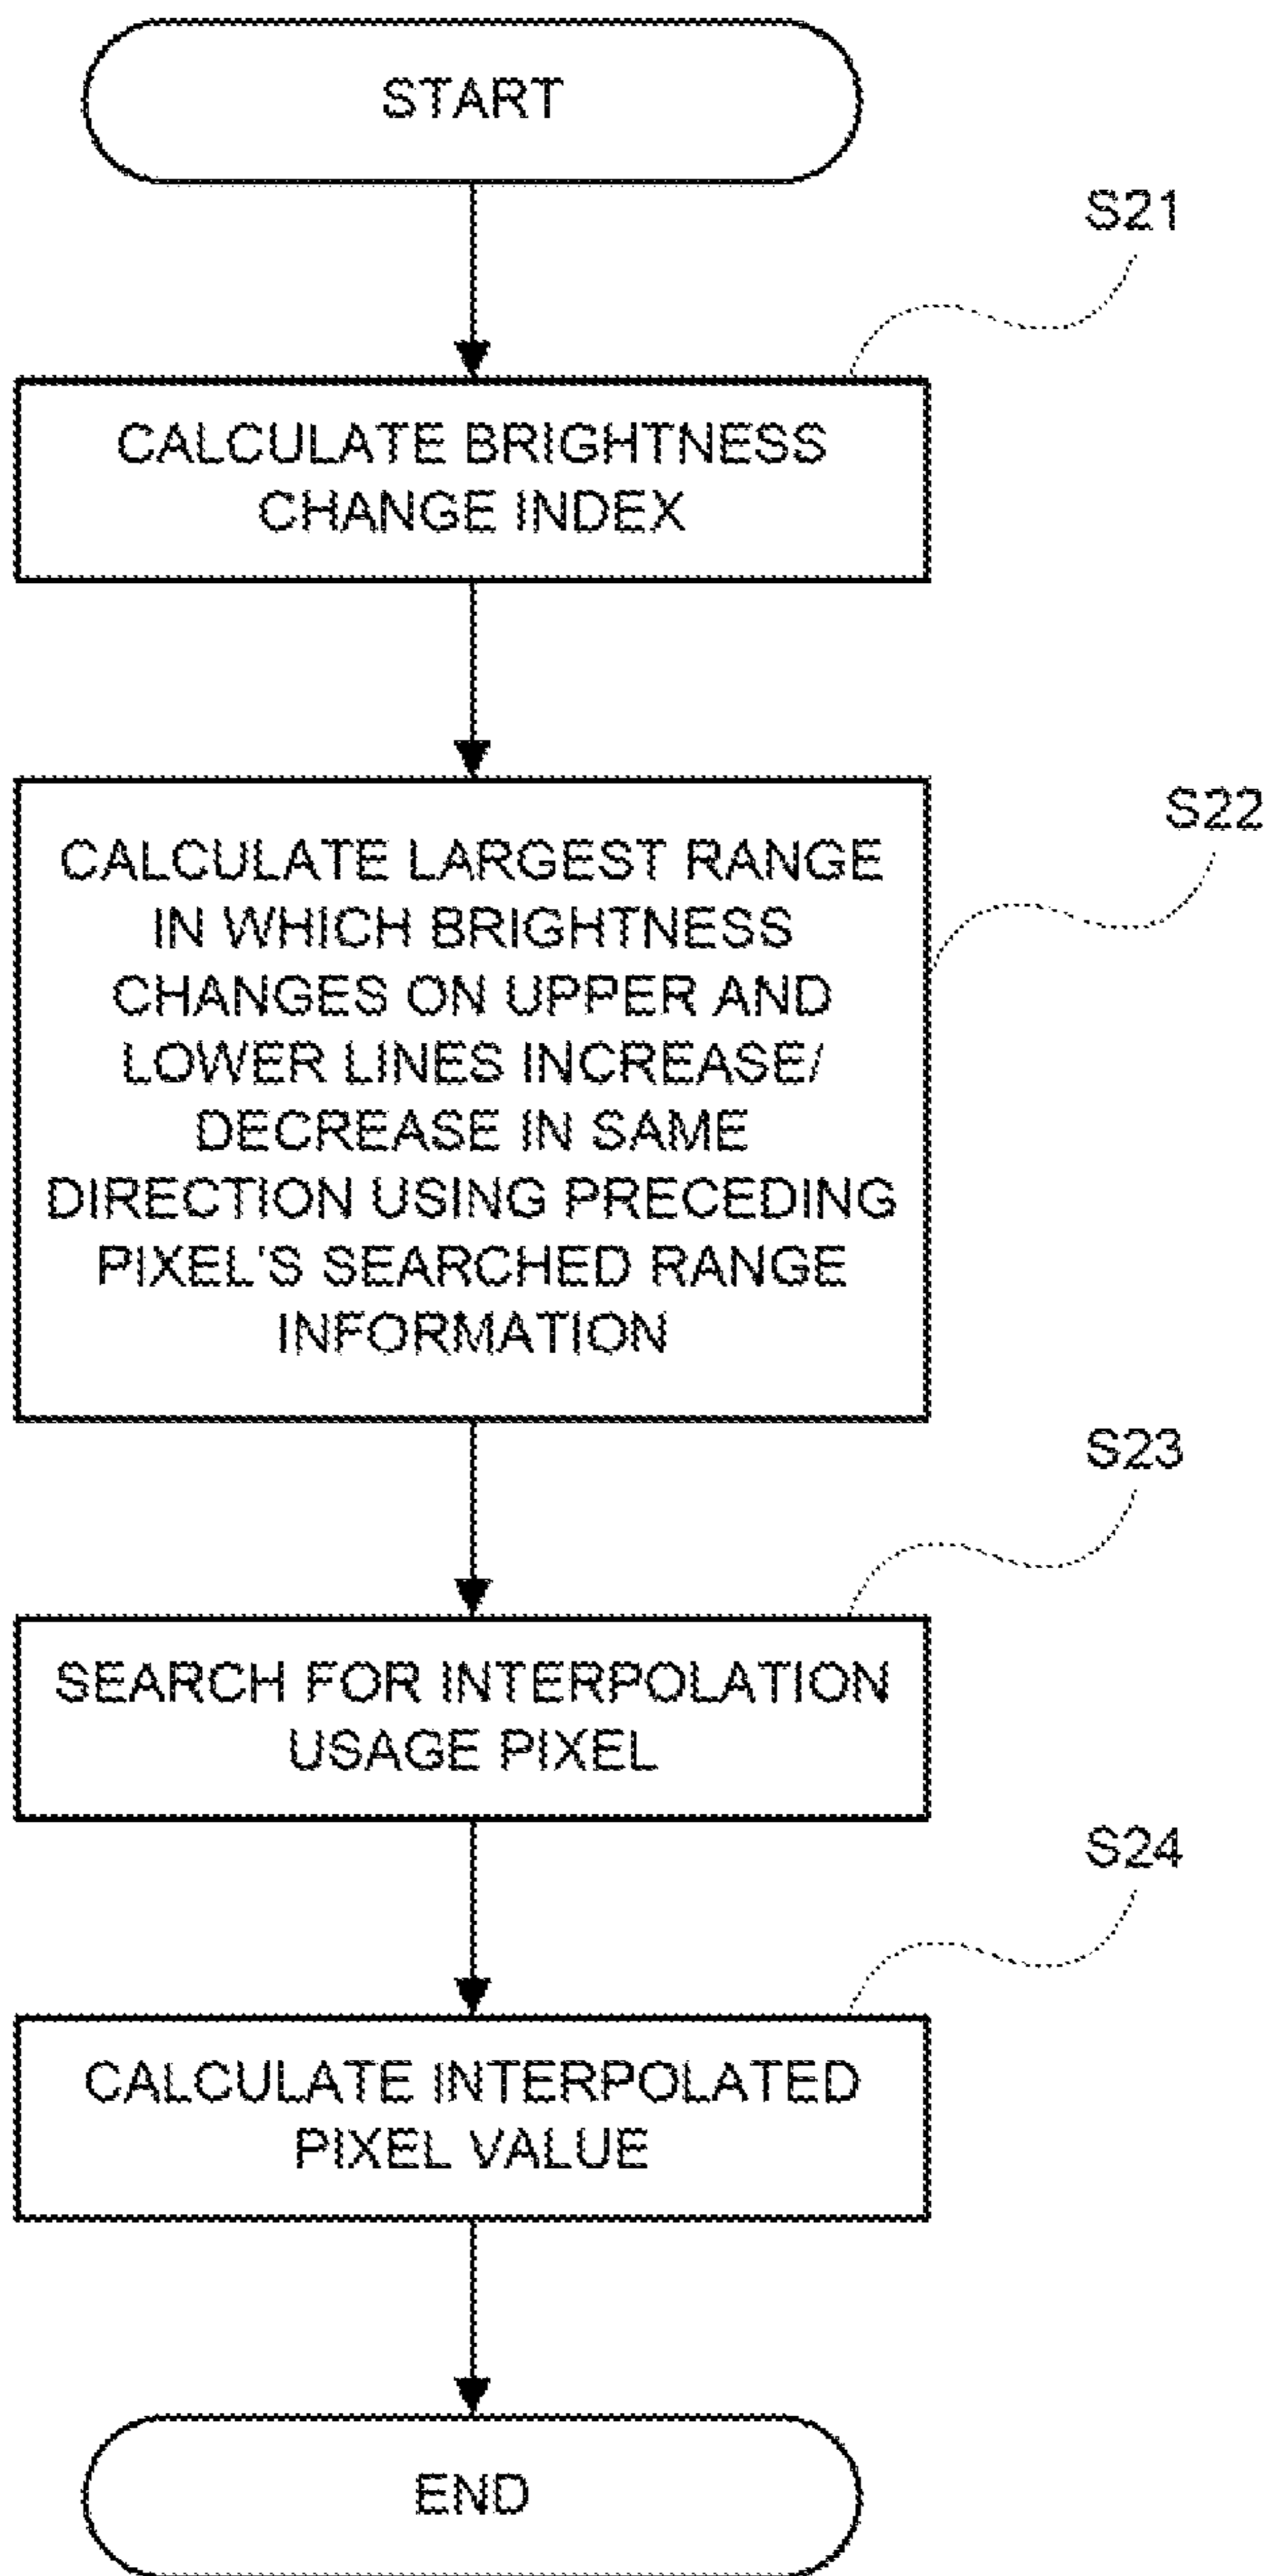 START
S21
CALCULATE BRIGHTNESS
CHANGE INDEX
S22
CALCULATE LARGEST RANGE
IN WHICH BRIGHTNESS
CHANGES ON UPPER AND
LOWER LINES INCREASE/
DECREASE IN SAME
DIRECTION USING PRECEDING
PIXEL'S SEARCHED RANGE
INFORMATION
S23
SEARCH FOR INTERPOLATION
USAGE PIXEL
S24
CALCULATE INTERPOLATED
PIXEL VALUE
END